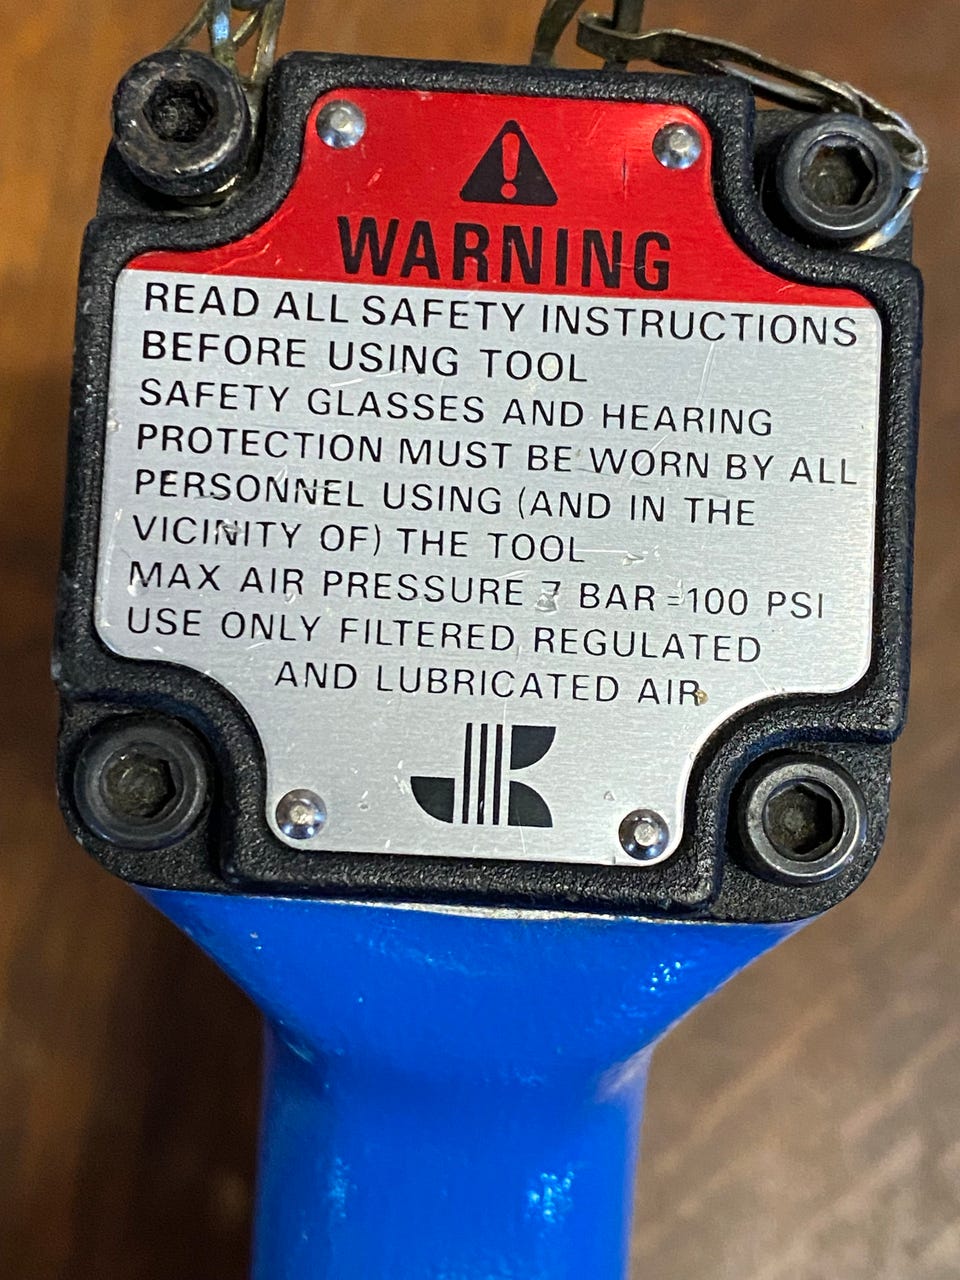 WARNING
READ ALL SAFETY INSTRUCTIONS
BEFORE USING TOOL
SAFETY GLASSES AND HEARING
PROTECTION MUST BE WORN BY ALL
PERSONNEL USING (AND IN THE
VICINITY OF) THE TOOL
MAX AIR PRESSURE 7 BAR = 100 PSI
USE ONLY FILTERED REGULATED
AND LUBRICATED AIR
JK